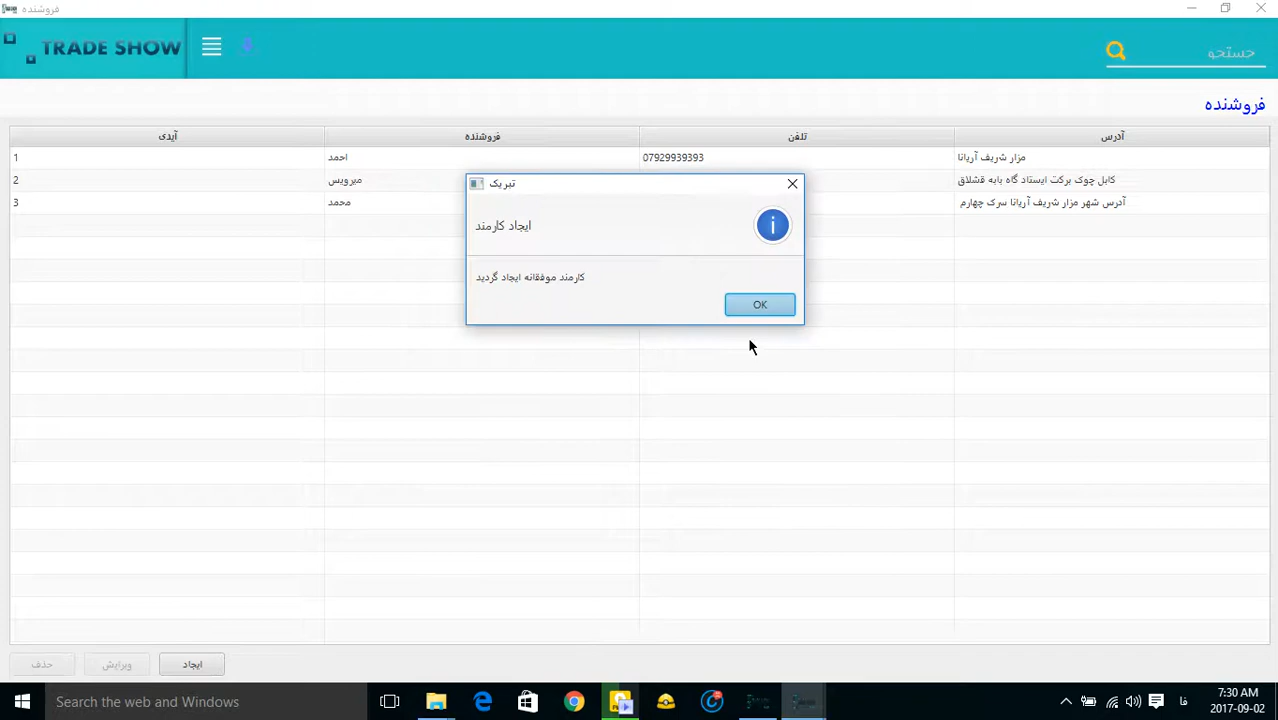 فروشنده
TRADE SHOW
جستحو
فروشنده
آیدی
فروشنده
تلفن
آدرس
1
احمد
07929939393
مزار شریف آریانا
2
میرویس
کابل چوک برکت ایستاد گاه بابه قشلاق
3
محمد
آدرس شهر مزار شریف آریانا سرک چهارم
تبریک
ایجاد کارمند
کارمند موفقانه ایجاد گردید
OK
حذف
ویرایش
ایجاد
Search the web and Windows
فا
7:30 AM
2017-09-02